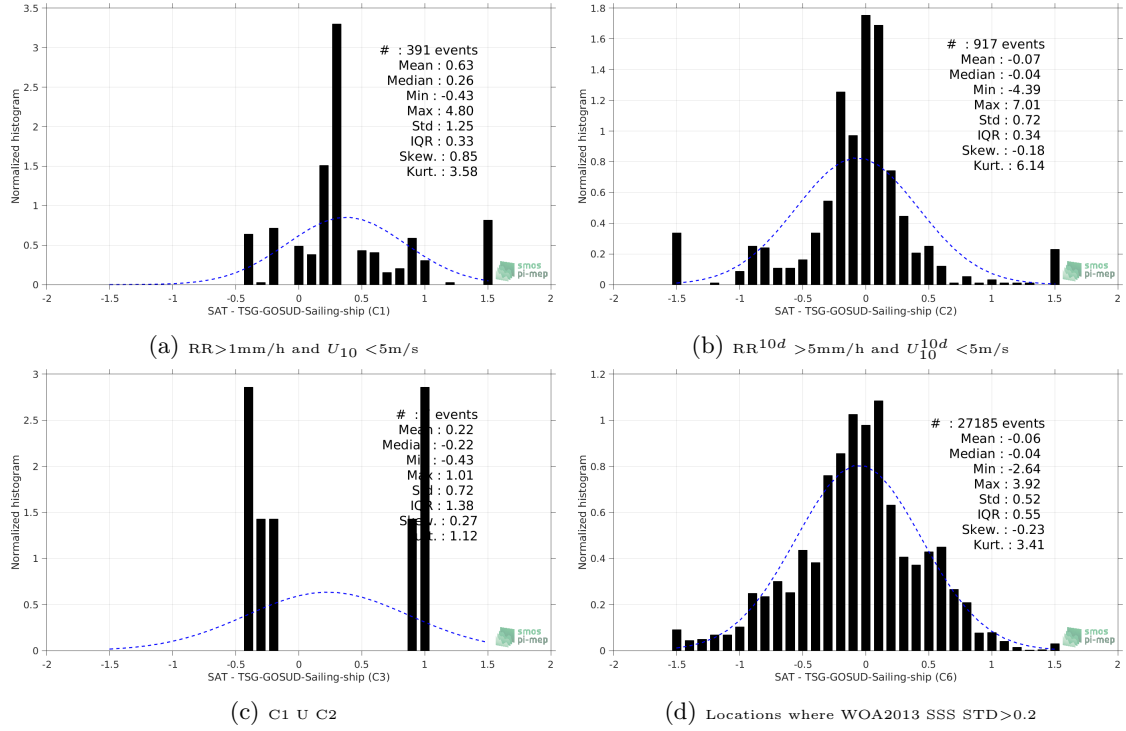 3.5
3
2.5
2
1.5
1
0.5
0
-2 -1.5 -1 -0.5 0 0.5 1 1.5 2
Normalized histogram
# : 391 events
Mean : 0.63
Median : 0.26
Min : -0.43
Max : 4.80
Std : 1.25
IQR : 0.33
Skew. : 0.85
Kurt. : 3.58
smos
pi-mep
SAT - TSG-GOSUD-Sailing-ship (C1)
(a) RR>1mm/h and U10 <5m/s
1.8
1.6
1.4
1.2
1
0.8
0.6
0.4
0.2
0
-2 -1.5 -1 -0.5 0 0.5 1 1.5 2
Normalized histogram
# : 917 events
Mean : -0.07
Median : -0.04
Min : -4.39
Max : 7.01
Std : 0.72
IQR : 0.34
Skew. : -0.18
Kurt. : 6.14
smos
pi-mep
SAT - TSG-GOSUD-Sailing-ship (C2)
(b) RR10d >5mm/h and U10d10 <5m/s
3
2.5
2
1.5
1
0.5
0
-2 -1.5 -1 -0.5 0 0.5 1 1.5 2
Normalized histogram
# : events
Mean : 0.22
Median : -0.22
Min : -0.43
Max : 1.01
Std : 0.72
IQR : 1.38
Skew. : 0.27
Kurt. : 1.12
smos
pi-mep
SAT - TSG-GOSUD-Sailing-ship (C3)
(c) C1 U C2
1.2
1
0.8
0.6
0.4
0.2
0
-2 -1.5 -1 -0.5 0 0.5 1 1.5 2
Normalized histogram
# : 27185 events
Mean : -0.06
Median : -0.04
Min : -2.64
Max : 3.92
Std : 0.52
IQR : 0.55
Skew. : -0.23
Kurt. : 3.41
smos
pi-mep
SAT - TSG-GOSUD-Sailing-ship (C6)
(d) Locations where WOA2013 SSS STD>0.2